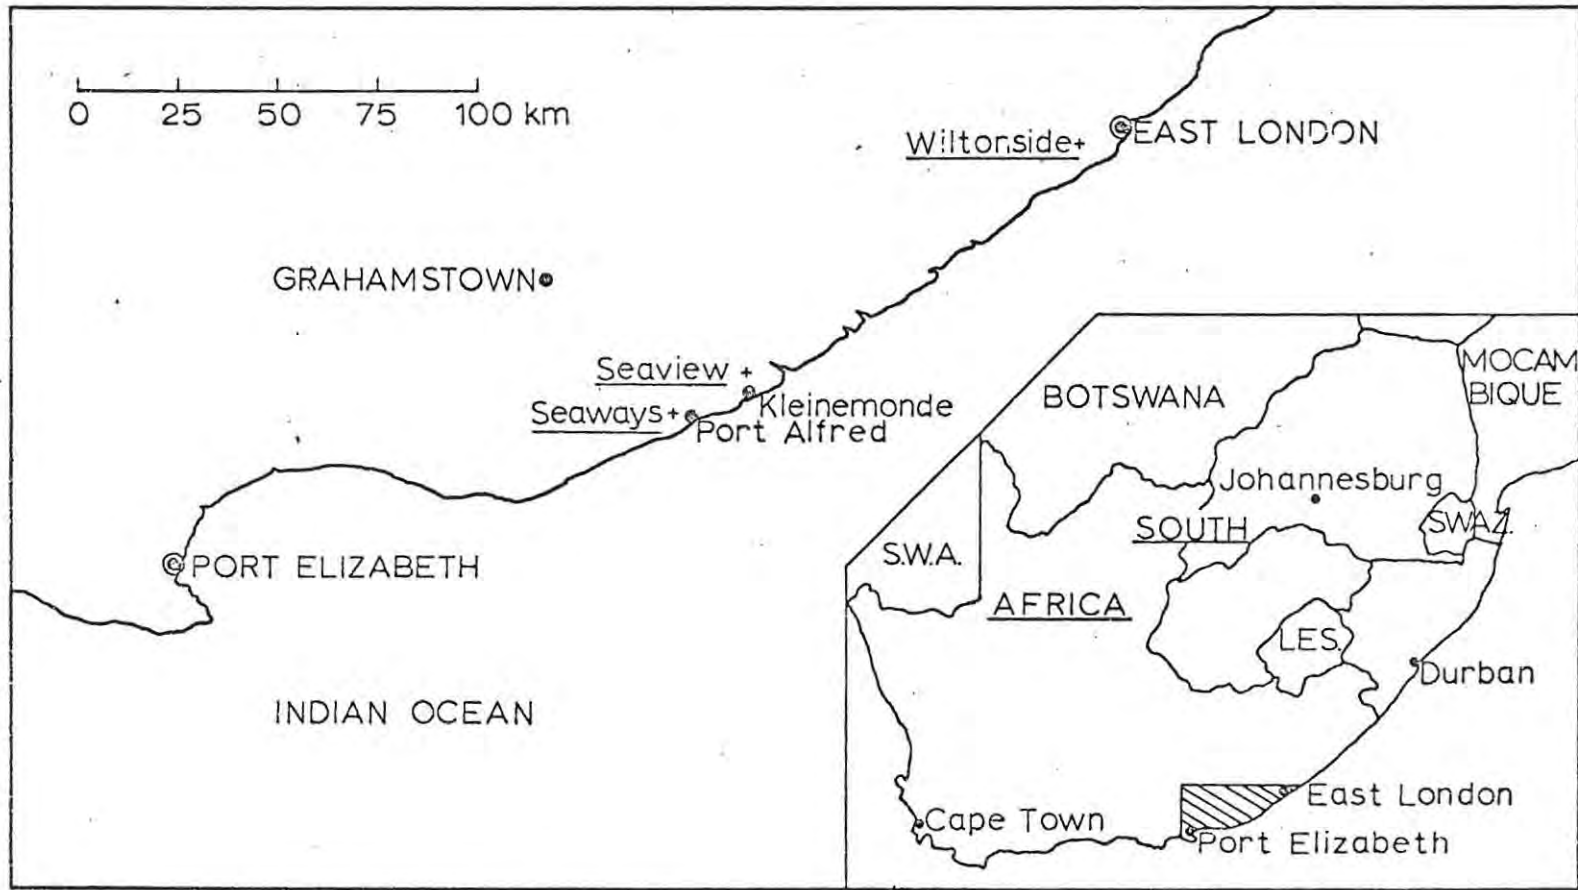 0 25 50 75 100 km
Wiltonside
EAST LONDON
GRAHAMSTOWN
Seaview
Kleinemonde
Seaways
Port Alfred
PORT ELIZABETH
INDIAN OCEAN
BOTSWANA
MOCAM
BIQUE
Johannesburg
S.W.A.
SOUTH
SWAZ.
AFRICA
LES.
Durban
East London
Cape Town
Port Elizabeth